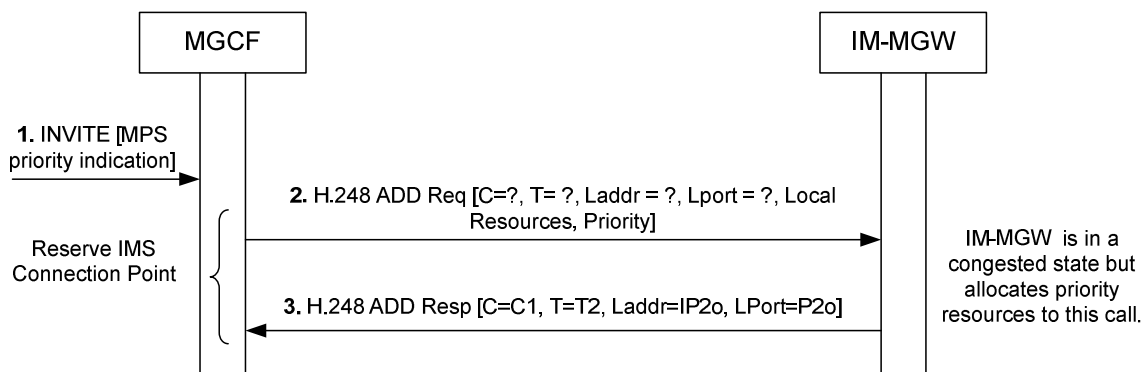 MGCF
IM-MGW
1. INVITE [MPS
priority indication]
2. H.248 ADD Req [C=?, T= ?, Laddr = ?, Lport = ?, Local
Resources, Priority]
Reserve IMS
Connection Point
IM-MGW is in a
congested state but
allocates priority
resources to this call.
3. H.248 ADD Resp [C=C1, T=T2, Laddr=IP2o, LPort=P2o]